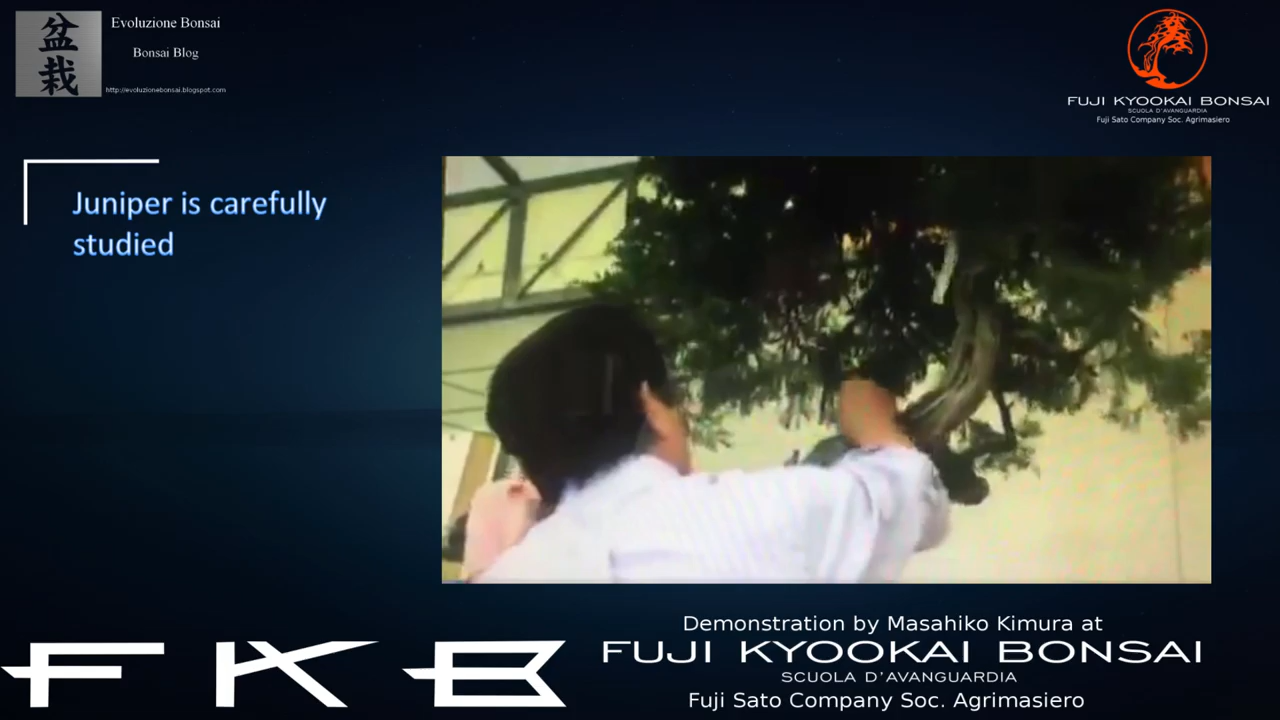 盆
栽
Evoluzione Bonsai
Bonsai Blog
http://evoluzionebonsai.blogspot.com
FUJI KYOOKAI BONSAI
SCUOLA D'AVANGUARDIA
Fuji Sato Company Soc. Agrimasiero
Juniper is carefully
studied
FKB
Demonstration by Masahiko Kimura at
FUJI KYOOKAI BONSAI
SCUOLA D'AVANGUARDIA
Fuji Sato Company Soc. Agrimasiero